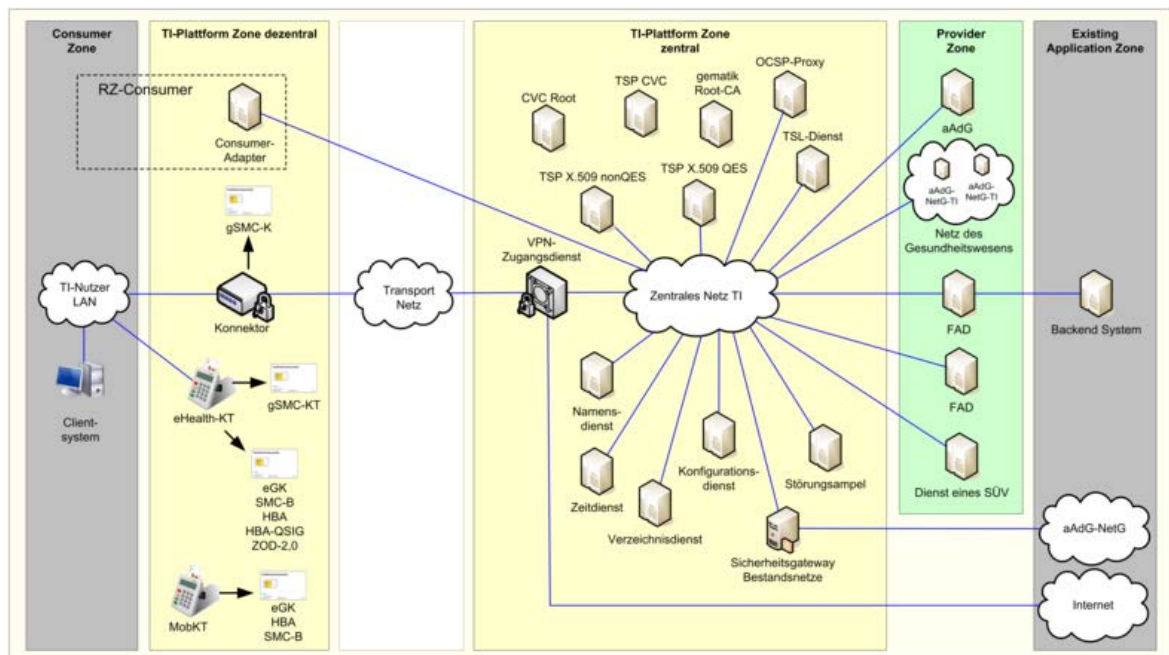 Consumer
Zone
TI-Plattform Zone dezentral
TI-Plattform Zone
zentral
Provider
Zone
Existing
Application Zone
RZ-Consumer
Consumer-
Adapter
gSMC-K
TI-Nutzer
LAN
Konnektor
Client-
system
eHealth-KT
gSMC-KT
eGK
SMC-B
HBA
HBA-QSIG
ZOD-2,0
MobKT
eGK
HBA
SMC-B
Transport
Netz
CVC Root
TSP CVC
gematik
Root-CA
OCSP-Proxy
TSL-Dienst
TSP X.509 nonQES
TSP X.509 QES
VPN-
Zugangsdienst
Zentrales Netz TI
Namens-
dienst
Zeitdienst
Verzeichnisdienst
Konfigurations-
dienst
Störungsampel
Sicherheitsgateway
Bestandsnetze
aAdG
aAdG-
NetG-TI
aAdG-
NetG-TI
Netz des
Gesundheitswesens
FAD
FAD
Dienst eines SÜV
Backend System
aAdG-NetG
Internet